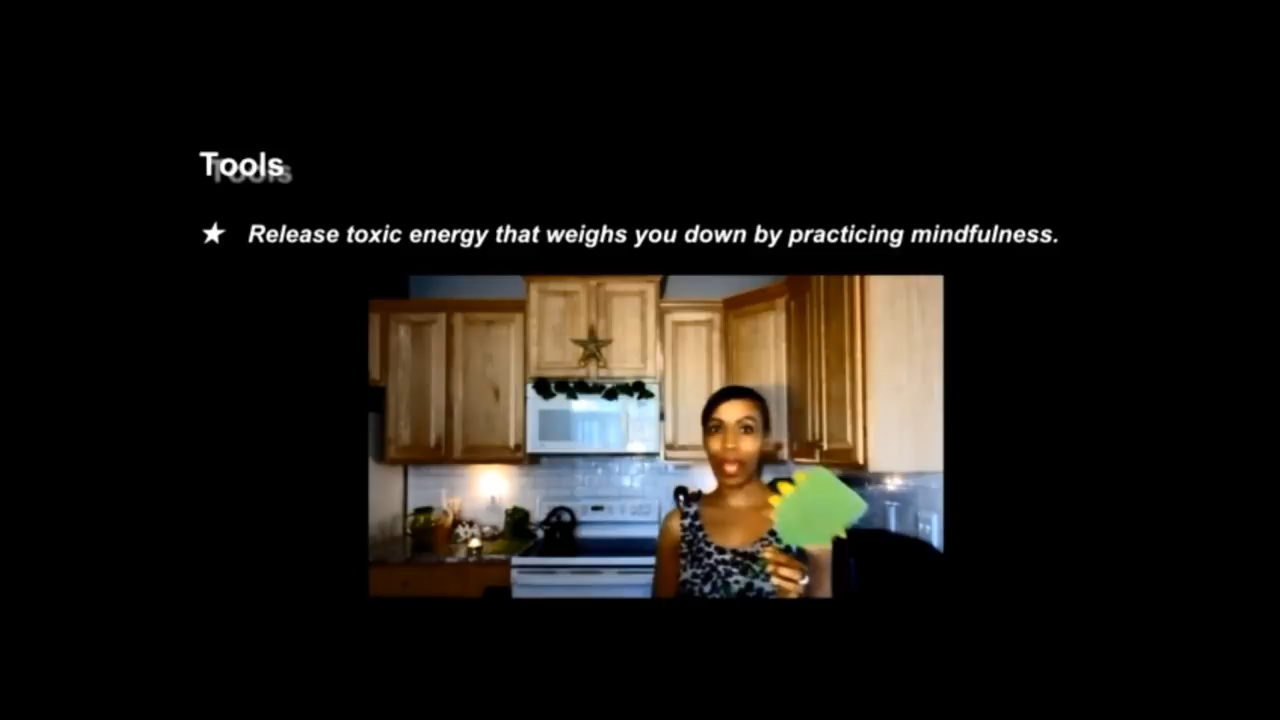 Tools
★ Release toxic energy that weighs you down by practicing mindfulness.